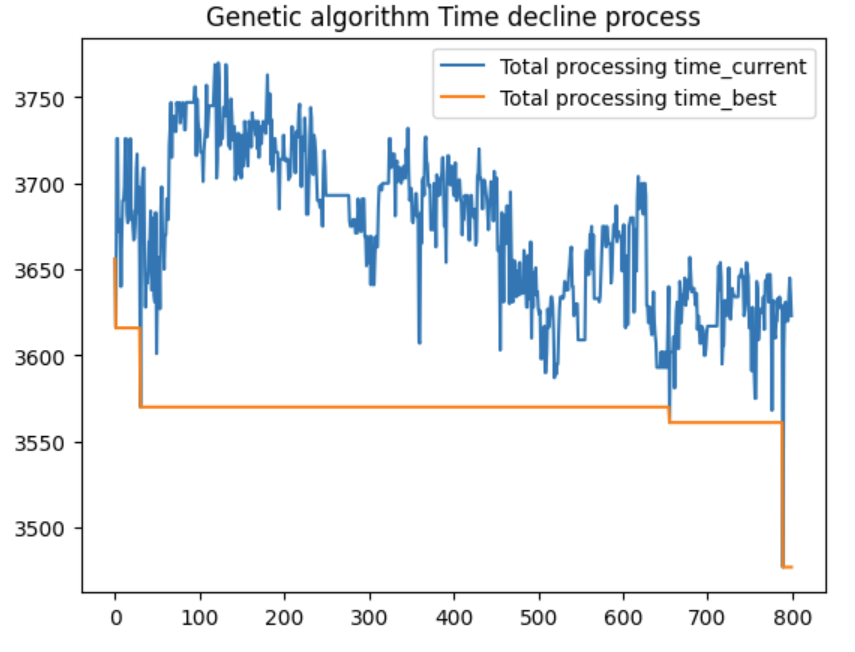 Genetic algorithm Time decline process
Total processing time_current
Total processing time_best
3750
3700
3650
3600
3550
3500
0 100 200 300 400 500 600 700 800